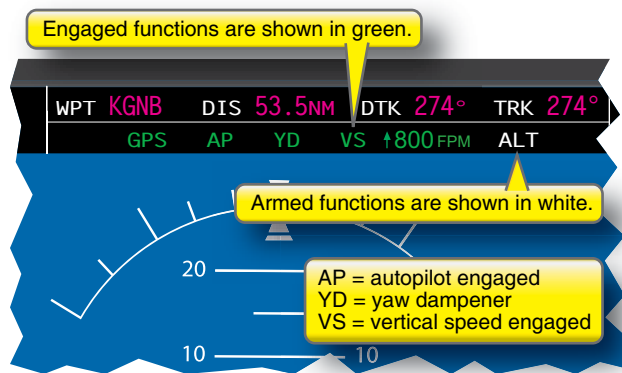 Engaged functions are shown in green.
WPT KGNB DIS 53.5NM DTK 274° TRK 274°
GPS AP YD VS ↑800 FPM ALT
Armed functions are shown in white.
20
AP = autopilot engaged
YD = yaw dampener
VS = vertical speed engaged
10 10